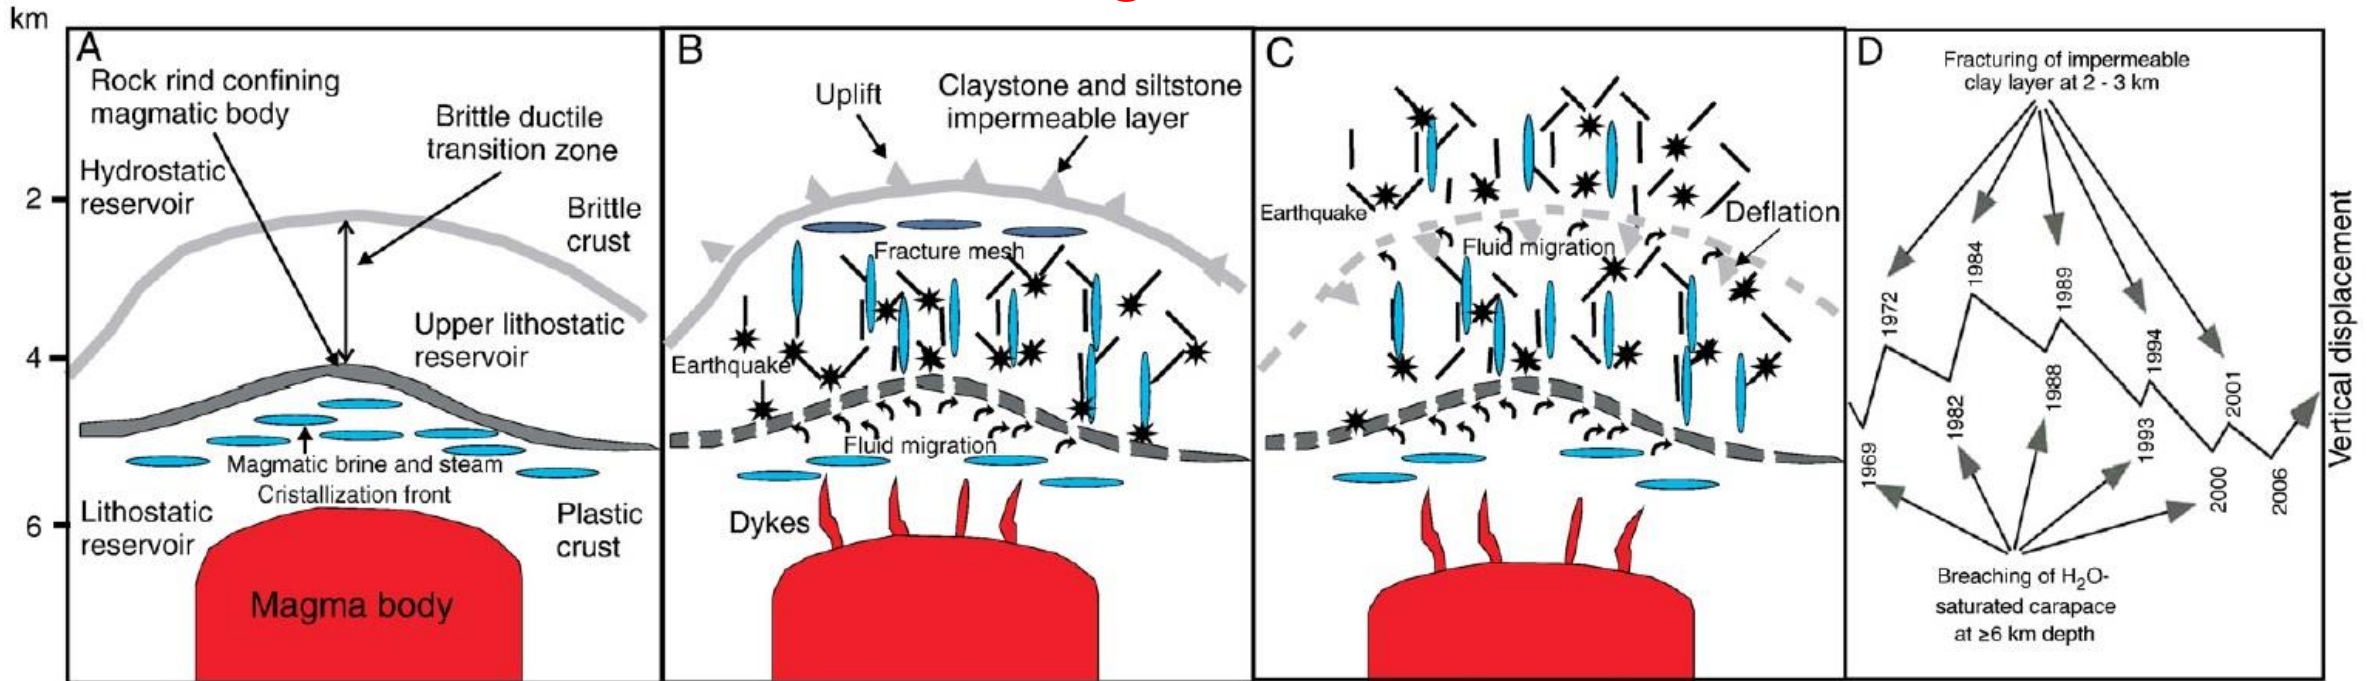 km
2
4
6
A
Rock rind confining
magmatic body
Brittle ductile
transition zone
Hydrostatic
reservoir
Brittle
crust
Upper lithostatic
reservoir
Magmatic brine and steam
Cristallization front
Lithostatic
reservoir
Plastic
crust
Magma body
B
Uplift
Claystone and siltstone
impermeable layer
Fracture mesh
Earthquake
Fluid migration
Dykes
C
Earthquake
Deflation
Fluid migration
D
Fracturing of impermeable
clay layer at 2 - 3 km
1969
1972
1982
1984
1988
1989
1993
1994
2000
2001
2006
Breaching of H₂O-
saturated carapace
at ≥6 km depth
Vertical displacement